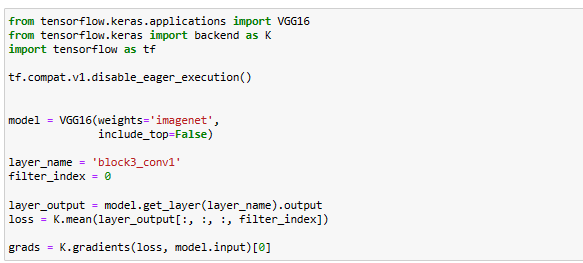 from tensorflow.keras.applications import VGG16
from tensorflow.keras import backend as K
import tensorflow as tf
tf.compat.v1.disable_eager_execution()
model = VGG16(weights='imagenet',
              include_top=False)
layer_name = 'block3_conv1'
filter_index = 0
layer_output = model.get_layer(layer_name).output
loss = K.mean(layer_output[:, :, :, filter_index])
grads = K.gradients(loss, model.input)[0]